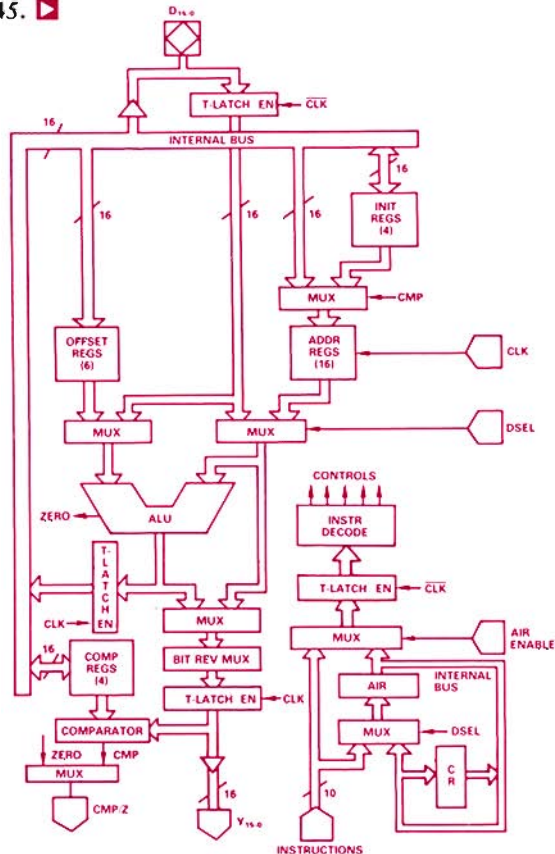 45.
D15-0
T-LATCH EN
CLK
16
INTERNAL BUS
16
16
16
16
INIT
REGS
(4)
MUX
CMP
OFFSET
REGS
(6)
ADDR
REGS
(16)
CLK
MUX
MUX
DSEL
ZERO
ALU
CONTROLS
INSTR
DECODE
T-LATCH
EN
CLK
T-LATCH EN
CLK
MUX
MUX
AIR
ENABLE
16
COMP
REGS
(4)
BIT REV MUX
AIR
INTERNAL
BUS
T-LATCH EN
CLK
MUX
DSEL
COMPARATOR
CR
ZERO
CMP
MUX
16
10
CMP/Z
Y15-0
INSTRUCTIONS